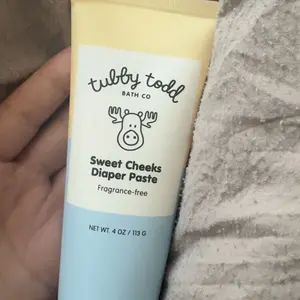 tubby todd
BATH CO
Sweet Cheeks
Diaper Paste
Fragrance-free
NET WT. 4 OZ / 113 G